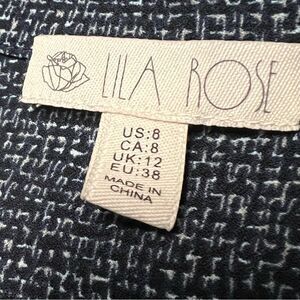 LILA ROSE
US:8
CA:8
UK:12
EU:38
MADE IN
CHINA